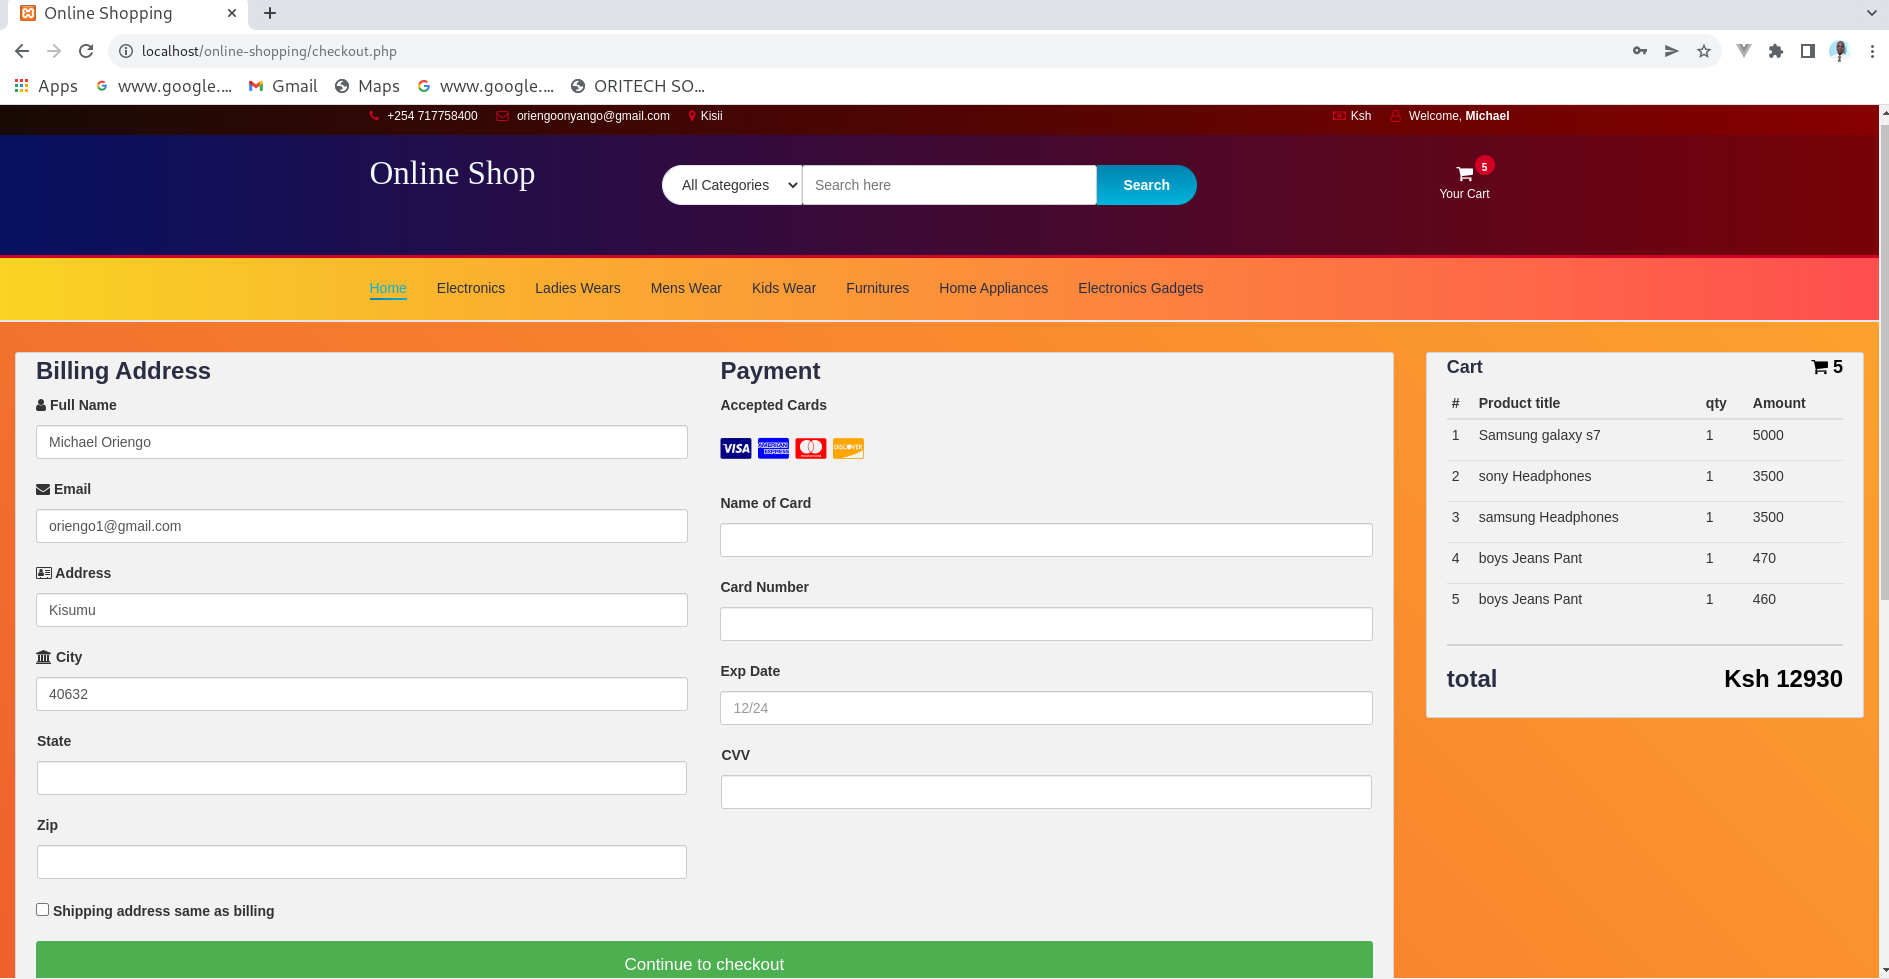 Online Shopping
localhost/online-shopping/checkout.php
Apps www.google.... Gmail Maps www.google.... ORITECH SO...
+254 717758400 oriengoonyango@gmail.com Kisii Ksh Welcome, Michael
Online Shop
All Categories Search here Search
5
Your Cart
Home Electronics Ladies Wears Mens Wear Kids Wear Furnitures Home Appliances Electronics Gadgets
Billing Address
Full Name
Michael Oriengo
Email
oriengo1@gmail.com
Address
Kisumu
City
40632
State
Zip
Shipping address same as billing
Payment
Accepted Cards
VISA AMERICAN EXPRESS mastercard DISCOVER
Name of Card
Card Number
Exp Date
12/24
CVV
Continue to checkout
Cart 5
# Product title qty Amount
1 Samsung galaxy s7 1 5000
2 sony Headphones 1 3500
3 samsung Headphones 1 3500
4 boys Jeans Pant 1 470
5 boys Jeans Pant 1 460
total Ksh 12930